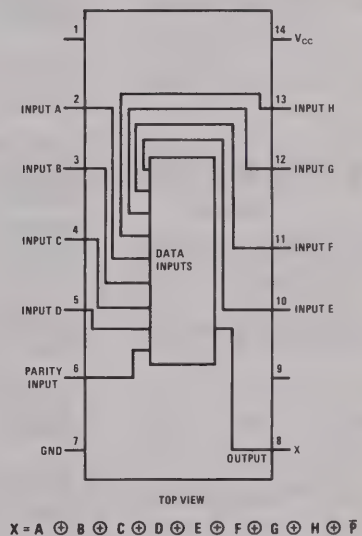 1
14
V_CC
INPUT A
2
13
INPUT H
INPUT B
3
12
INPUT G
INPUT C
4
DATA
INPUTS
11
INPUT F
INPUT D
5
10
INPUT E
PARITY
INPUT
6
9
GND
7
OUTPUT
8
X
TOP VIEW
X = A ⊕ B ⊕ C ⊕ D ⊕ E ⊕ F ⊕ G ⊕ H ⊕ P̅